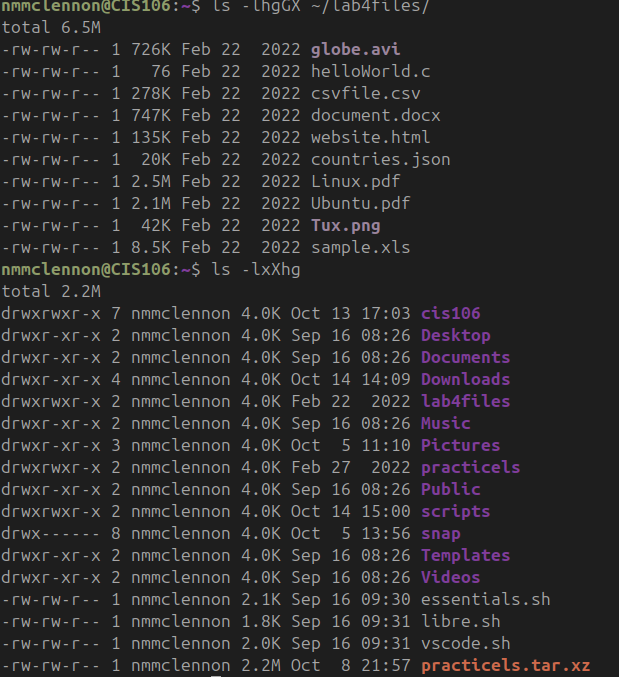 nmmclennon@CIS106:~$ ls -lhgGX ~/lab4files/
total 6.5M
-rw-rw-r-- 1 726K Feb 22  2022 globe.avi
-rw-rw-r-- 1   76 Feb 22  2022 helloWorld.c
-rw-rw-r-- 1 278K Feb 22  2022 csvfile.csv
-rw-rw-r-- 1 747K Feb 22  2022 document.docx
-rw-rw-r-- 1 135K Feb 22  2022 website.html
-rw-rw-r-- 1  20K Feb 22  2022 countries.json
-rw-rw-r-- 1 2.5M Feb 22  2022 Linux.pdf
-rw-rw-r-- 1 2.1M Feb 22  2022 Ubuntu.pdf
-rw-rw-r-- 1  42K Feb 22  2022 Tux.png
-rw-rw-r-- 1 8.5K Feb 22  2022 sample.xls
nmmclennon@CIS106:~$ ls -lxXhg
total 2.2M
drwxrwxr-x 7 nmmclennon 4.0K Oct 13 17:03 cis106
drwxr-xr-x 2 nmmclennon 4.0K Sep 16 08:26 Desktop
drwxr-xr-x 2 nmmclennon 4.0K Sep 16 08:26 Documents
drwxr-xr-x 4 nmmclennon 4.0K Oct 14 14:09 Downloads
drwxrwxr-x 2 nmmclennon 4.0K Feb 22  2022 lab4files
drwxr-xr-x 2 nmmclennon 4.0K Sep 16 08:26 Music
drwxr-xr-x 3 nmmclennon 4.0K Oct  5 11:10 Pictures
drwxrwxr-x 2 nmmclennon 4.0K Feb 27  2022 practicels
drwxr-xr-x 2 nmmclennon 4.0K Sep 16 08:26 Public
drwxrwxr-x 2 nmmclennon 4.0K Oct 14 15:00 scripts
drwx------ 8 nmmclennon 4.0K Oct  5 13:56 snap
drwxr-xr-x 2 nmmclennon 4.0K Sep 16 08:26 Templates
drwxr-xr-x 2 nmmclennon 4.0K Sep 16 08:26 Videos
-rw-rw-r-- 1 nmmclennon 2.1K Sep 16 09:30 essentials.sh
-rw-rw-r-- 1 nmmclennon 1.8K Sep 16 09:31 libre.sh
-rw-rw-r-- 1 nmmclennon 2.0K Sep 16 09:31 vscode.sh
-rw-rw-r-- 1 nmmclennon 2.2M Oct  8 21:57 practicels.tar.xz